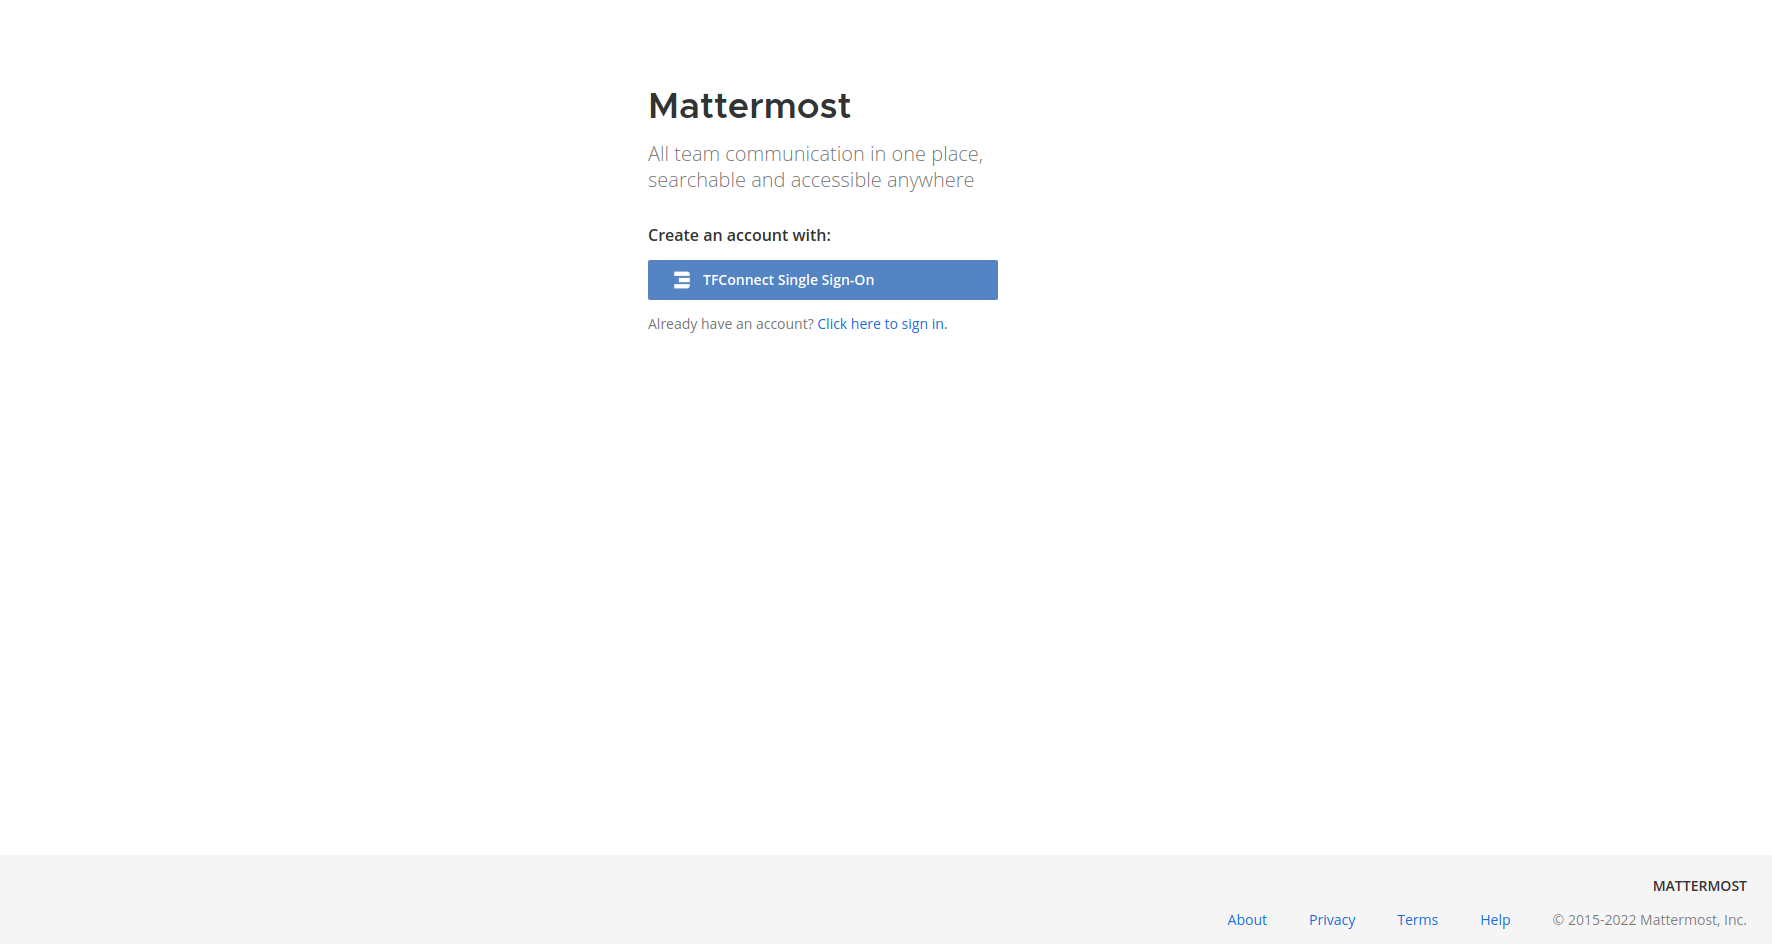 Mattermost
All team communication in one place,
searchable and accessible anywhere
Create an account with:
TFConnect Single Sign-On
Already have an account? Click here to sign in.
MATTERMOST
About Privacy Terms Help © 2015-2022 Mattermost, Inc.